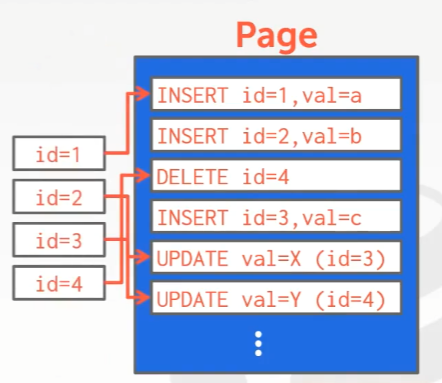 Page
INSERT id=1,val=a
INSERT id=2,val=b
DELETE id=4
INSERT id=3,val=c
UPDATE val=X (id=3)
UPDATE val=Y (id=4)
id=1
id=2
id=3
id=4